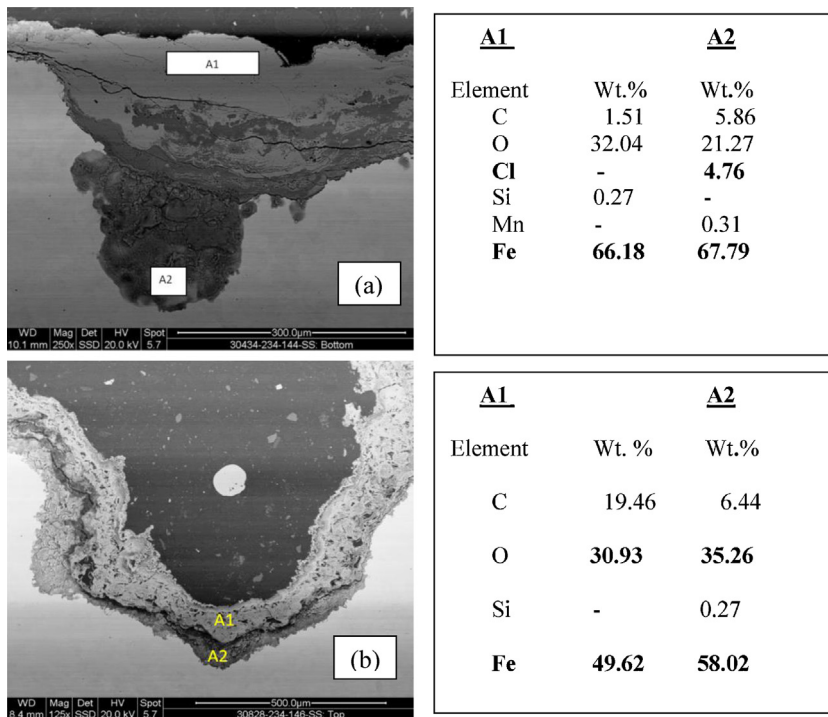 A1
A2
(a)
WD Mag Det HV Spot 300.0μm
10.1 mm 250x SSD 20.0 kV 5.7 30434-234-144-SS: Bottom
A1 A2
Element Wt.% Wt.%
C 1.51 5.86
O 32.04 21.27
Cl - 4.76
Si 0.27 -
Mn - 0.31
Fe 66.18 67.79
A1
A2
(b)
WD Mag Det HV Spot 500.0μm
8.4 mm 125x SSD 20.0 kV 5.7 30828-234-146-SS: Top
A1 A2
Element Wt. % Wt.%
C 19.46 6.44
O 30.93 35.26
Si - 0.27
Fe 49.62 58.02